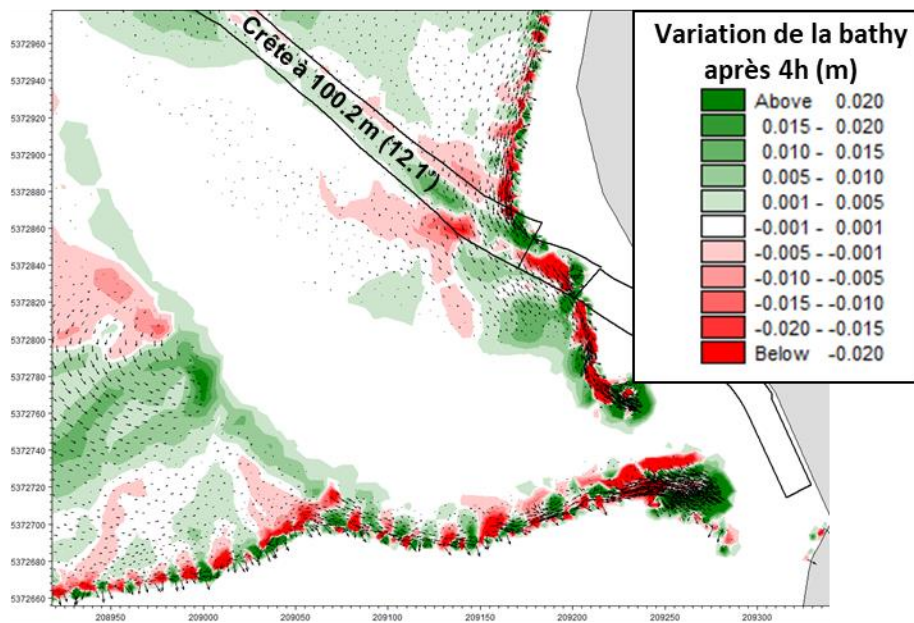 Variation de la bathy
après 4h (m)
Above 0.020
0.015 - 0.020
0.010 - 0.015
0.005 - 0.010
0.001 - 0.005
-0.001 - 0.001
-0.005 - -0.001
-0.010 - -0.005
-0.015 - -0.010
-0.020 - -0.015
Below -0.020
Crête à 100.2 m (12.1')
5372960
5372940
5372920
5372900
5372880
5372860
5372840
5372820
5372800
5372780
5372760
5372740
5372720
5372700
5372680
5372660
208950
209000
209050
209100
209150
209200
209250
209300